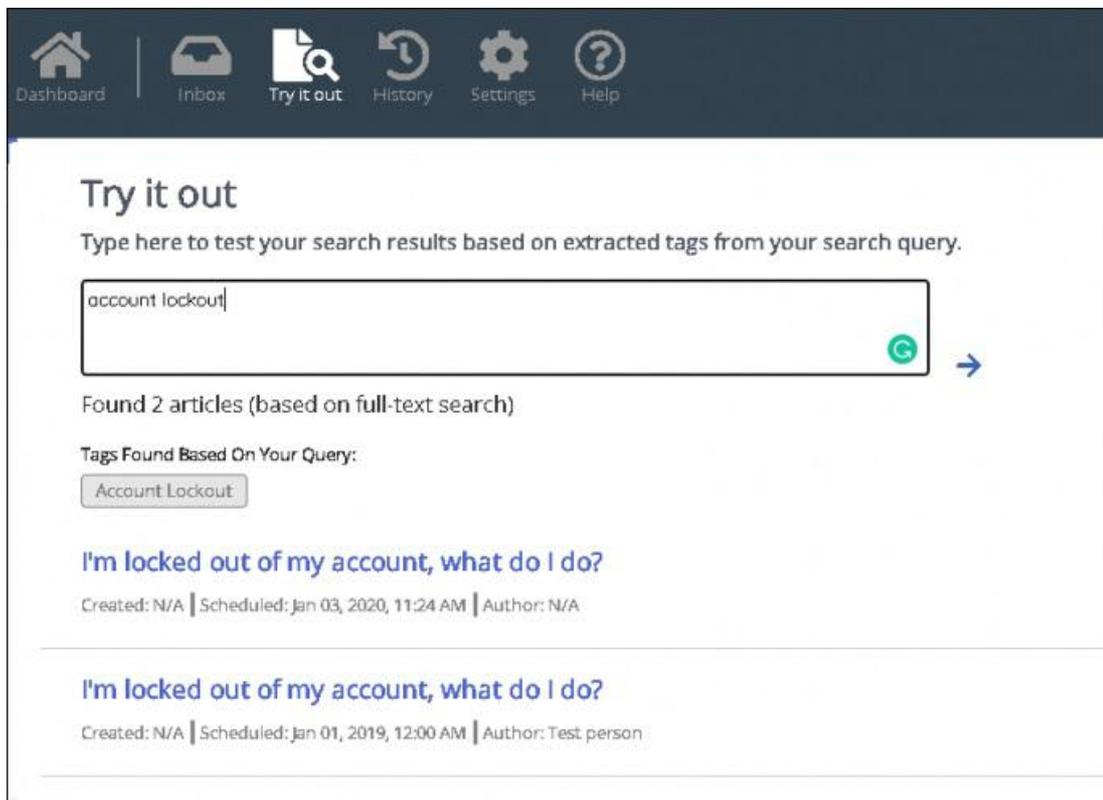 Dashboard Inbox Try it out History Settings Help
Try it out
Type here to test your search results based on extracted tags from your search query.
account lockout
Found 2 articles (based on full-text search)
Tags Found Based On Your Query:
Account Lockout
I'm locked out of my account, what do I do?
Created: N/A | Scheduled: Jan 03, 2020, 11:24 AM | Author: N/A
I'm locked out of my account, what do I do?
Created: N/A | Scheduled: Jan 01, 2019, 12:00 AM | Author: Test person